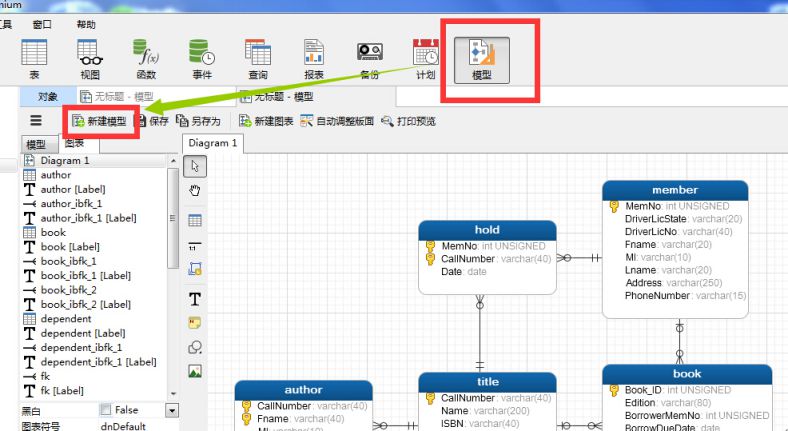 mium
工具 窗口 帮助
表 视图 函数 事件 查询 报表 备份 计划 模型
对象 无标题 - 模型 无标题 - 模型
新建模型 保存 另存为 新建图表 自动调整板面 打印预览
模型 图表 Diagram 1
Diagram 1
author
author [Label]
author_ibfk_1
author_ibfk_1 [Label]
book
book [Label]
book_ibfk_1
book_ibfk_1 [Label]
book_ibfk_2
book_ibfk_2 [Label]
dependent
dependent [Label]
dependent_ibfk_1
dependent_ibfk_1 [Label]
fk
fk [Label]
黑白 False
图表符号 dnDefault
1:1
T
hold
MemNo: int UNSIGNED
CallNumber: varchar(40)
Date: date
member
MemNo: int UNSIGNED
DriverLicState: varchar(20)
DriverLicNo: varchar(40)
Fname: varchar(20)
MI: varchar(10)
Lname: varchar(20)
Address: varchar(250)
PhoneNumber: varchar(15)
author
CallNumber: varchar(40)
Fname: varchar(40)
MI: varchar(10)
title
CallNumber: varchar(40)
Name: varchar(200)
ISBN: varchar(40)
book
Book_ID: int UNSIGNED
Edition: varchar(80)
BorrowerMemNo: int UNSIGNED
BorrowDueDate: date